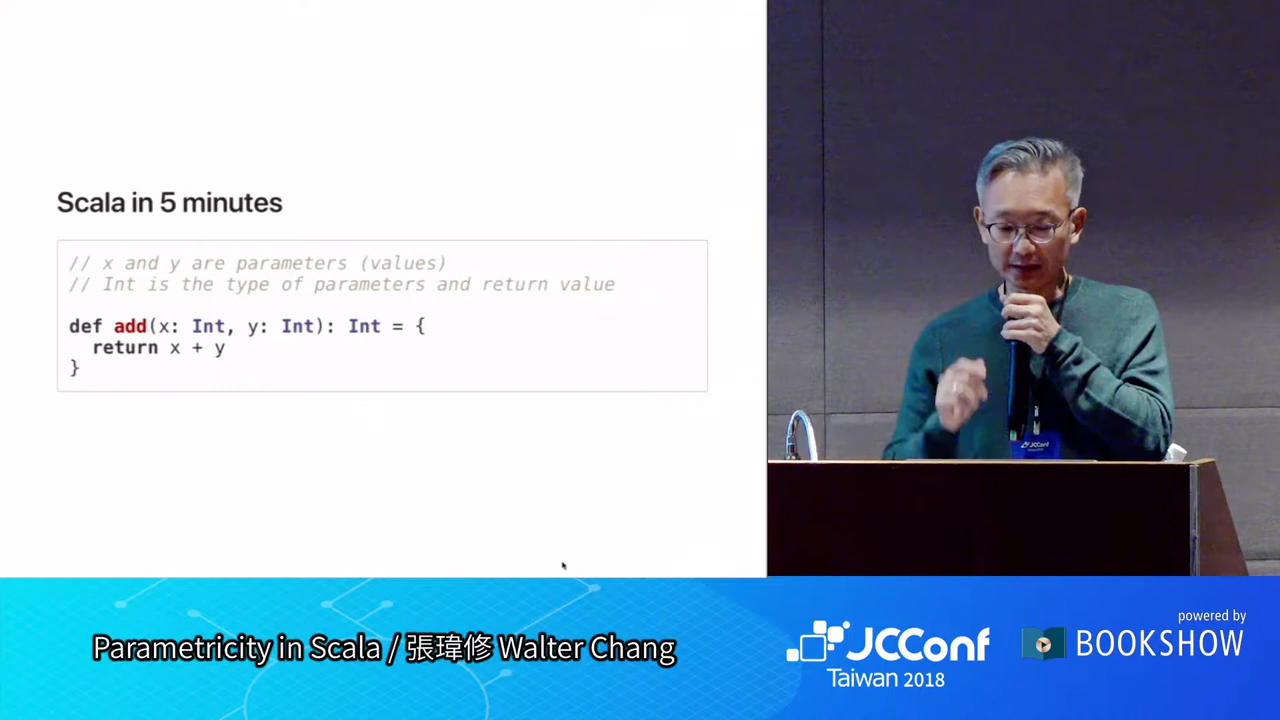 Scala in 5 minutes
// x and y are parameters (values)
// Int is the type of parameters and return value
def add(x: Int, y: Int): Int = {
  return x + y
}
JCConf
Parametricity in Scala / 張瑋修 Walter Chang
JCConf
Taiwan 2018
powered by
BOOKSHOW